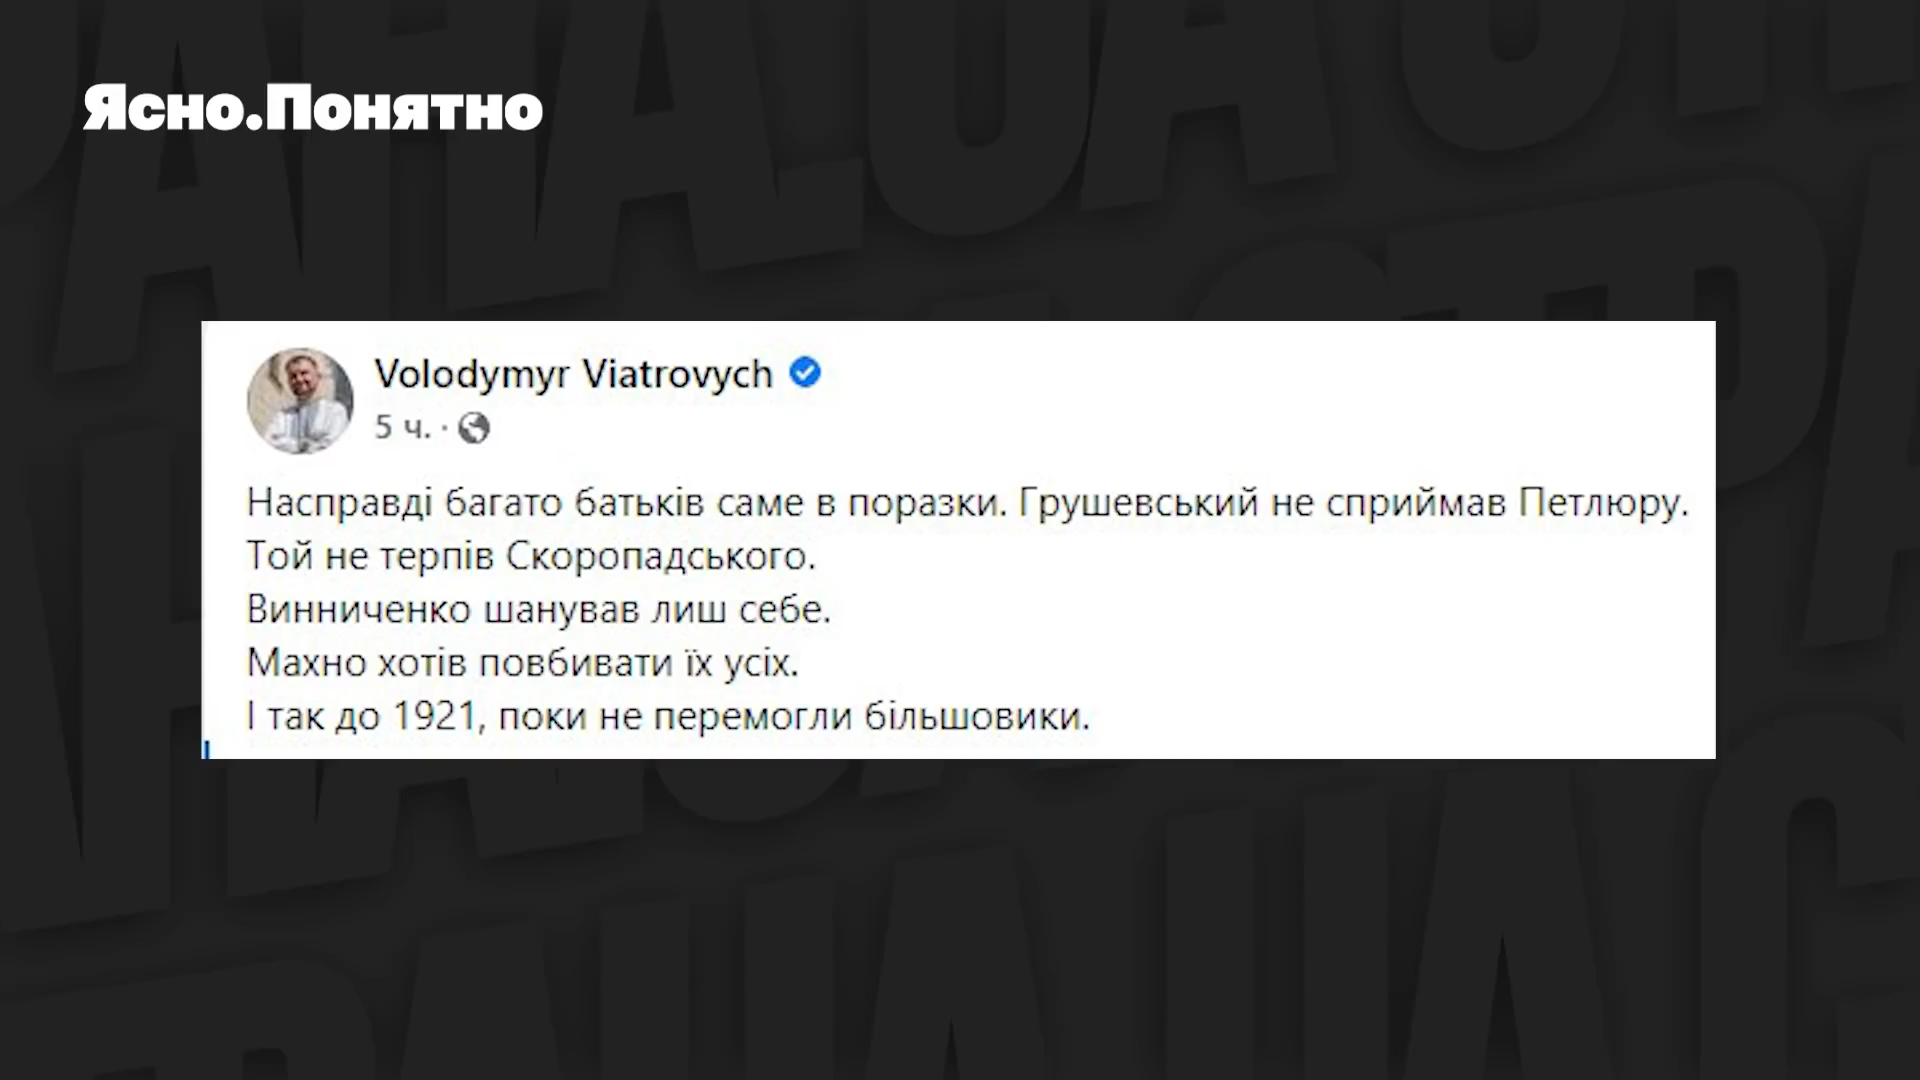 Ясно.Понятно
Volodymyr Viatrovych
5 ч. ·
Насправді багато батьків саме в поразки. Грушевський не сприймав Петлюру.
Той не терпів Скоропадського.
Винниченко шанував лиш себе.
Махно хотів повбивати їх усіх.
І так до 1921, поки не перемогли більшовики.